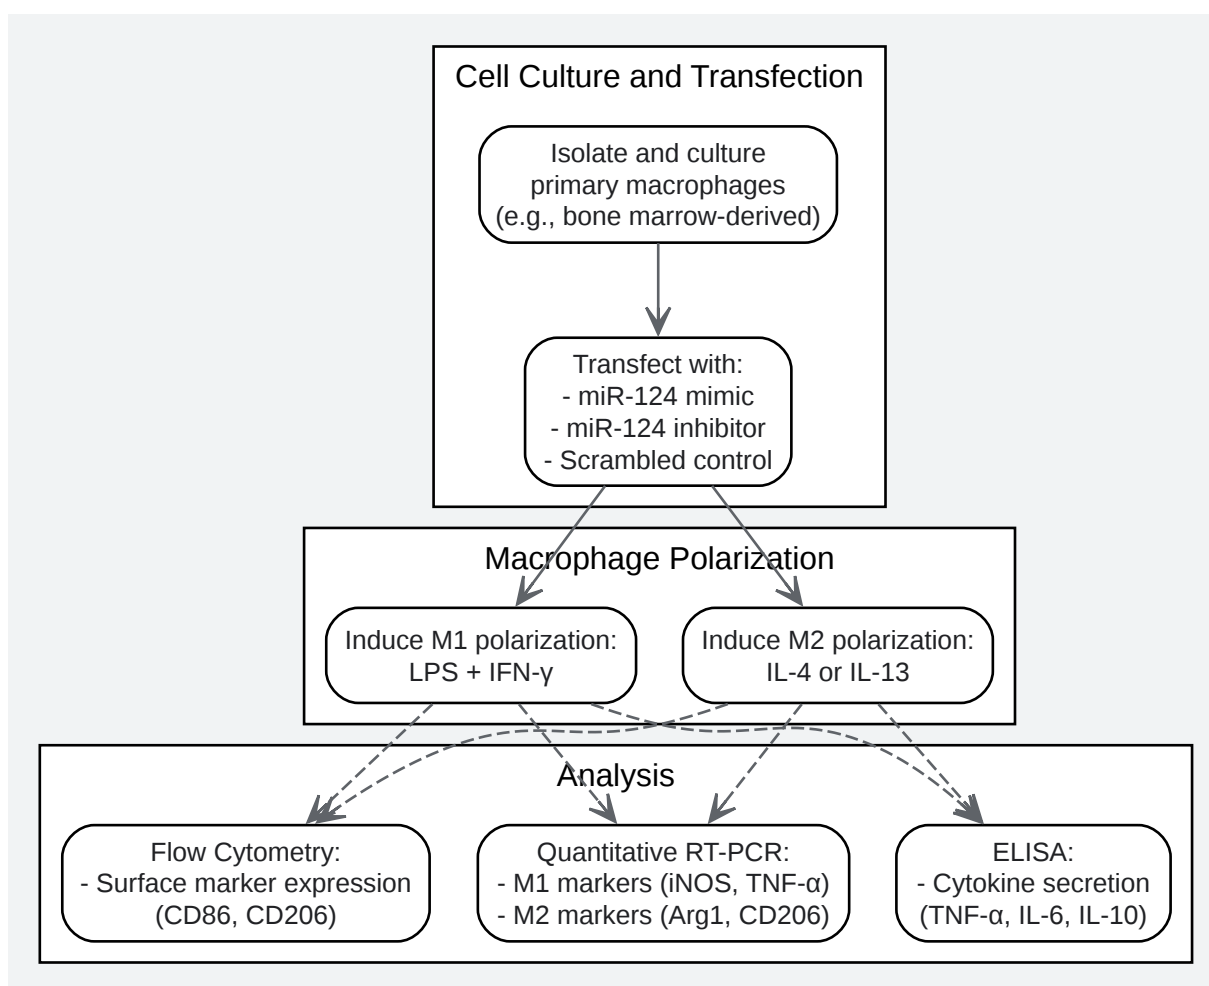 Cell Culture and Transfection
Isolate and culture
primary macrophages
(e.g., bone marrow-derived)
Transfect with:
- miR-124 mimic
- miR-124 inhibitor
- Scrambled control
Macrophage Polarization
Induce M1 polarization:
LPS + IFN-γ
Induce M2 polarization:
IL-4 or IL-13
Analysis
Flow Cytometry:
- Surface marker expression
(CD86, CD206)
Quantitative RT-PCR:
- M1 markers (iNOS, TNF-α)
- M2 markers (Arg1, CD206)
ELISA:
- Cytokine secretion
(TNF-α, IL-6, IL-10)